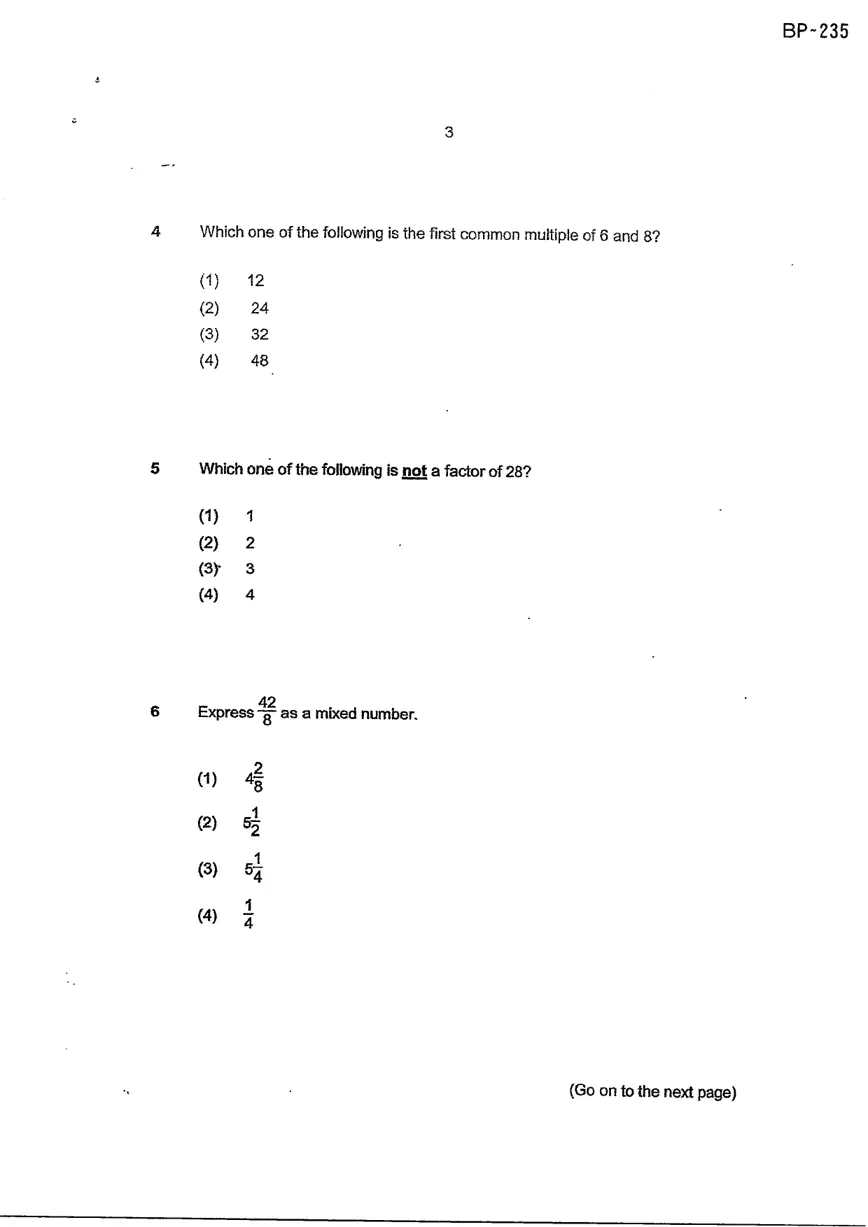 BP-235
3
4 Which one of the following is the first common multiple of 6 and 8?
(1) 12
(2) 24
(3) 32
(4) 48
5 Which one of the following is not a factor of 28?
(1) 1
(2) 2
(3) 3
(4) 4
6 Express 42/8 as a mixed number.
(1) 4 2/8
(2) 5 1/2
(3) 5 1/4
(4) 1/4
(Go on to the next page)